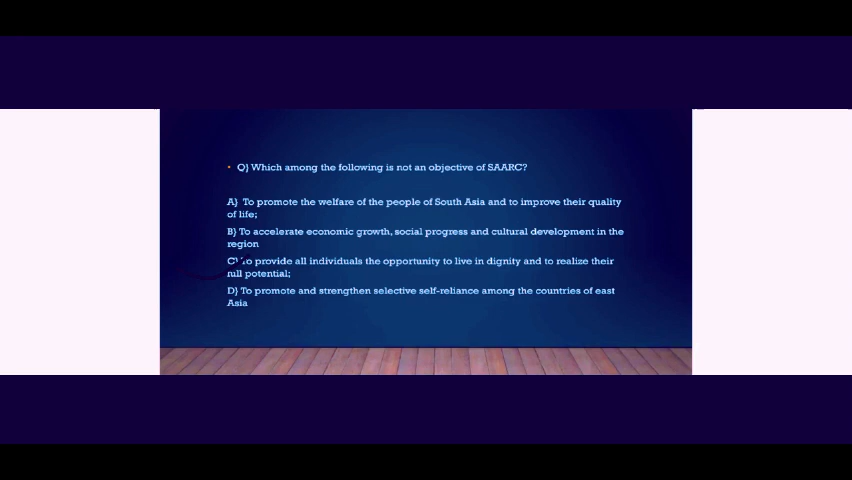 • Q) Which among the following is not an objective of SAARC?
A) To promote the welfare of the people of South Asia and to improve their quality
of life;
B) To accelerate economic growth, social progress and cultural development in the
region
C) To provide all individuals the opportunity to live in dignity and to realize their
full potential;
D) To promote and strengthen selective self-reliance among the countries of east
Asia